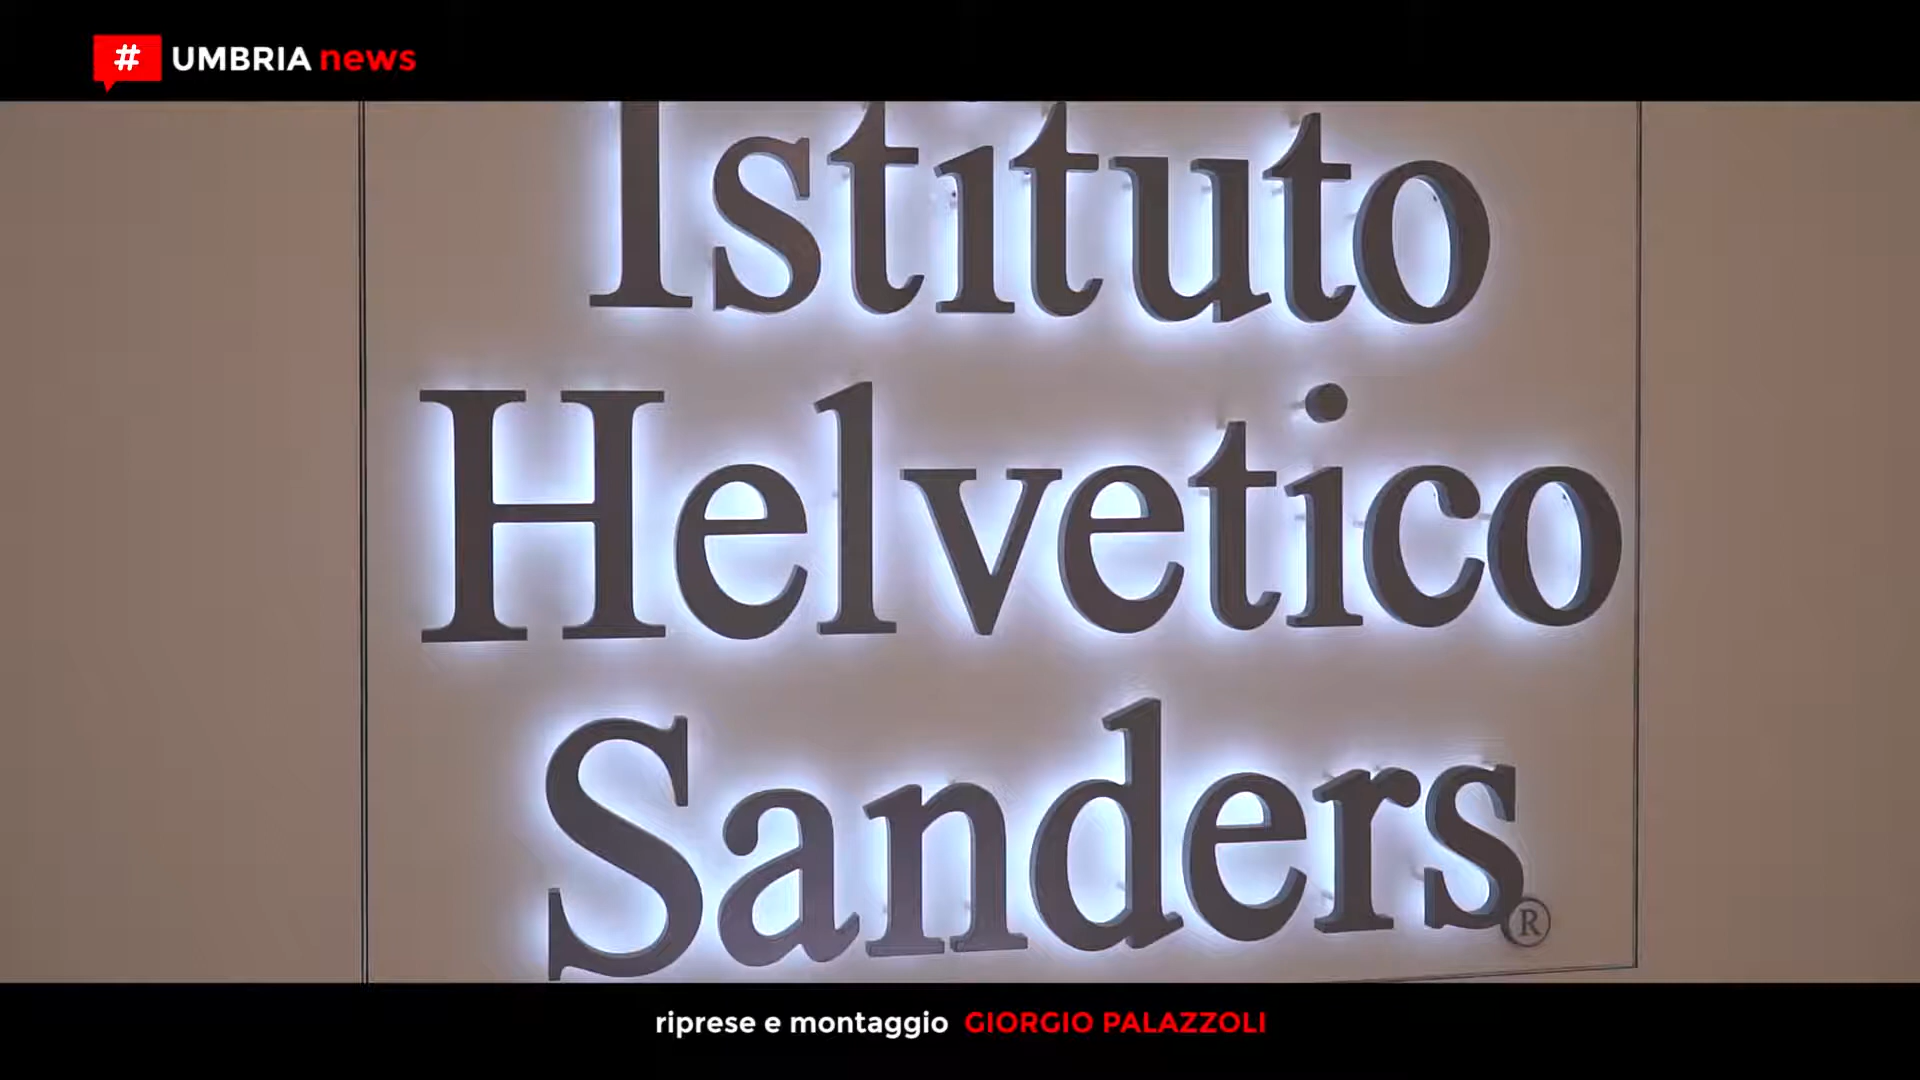 # UMBRIA news
Istituto
Helvetico
Sanders®
riprese e montaggio GIORGIO PALAZZOLI